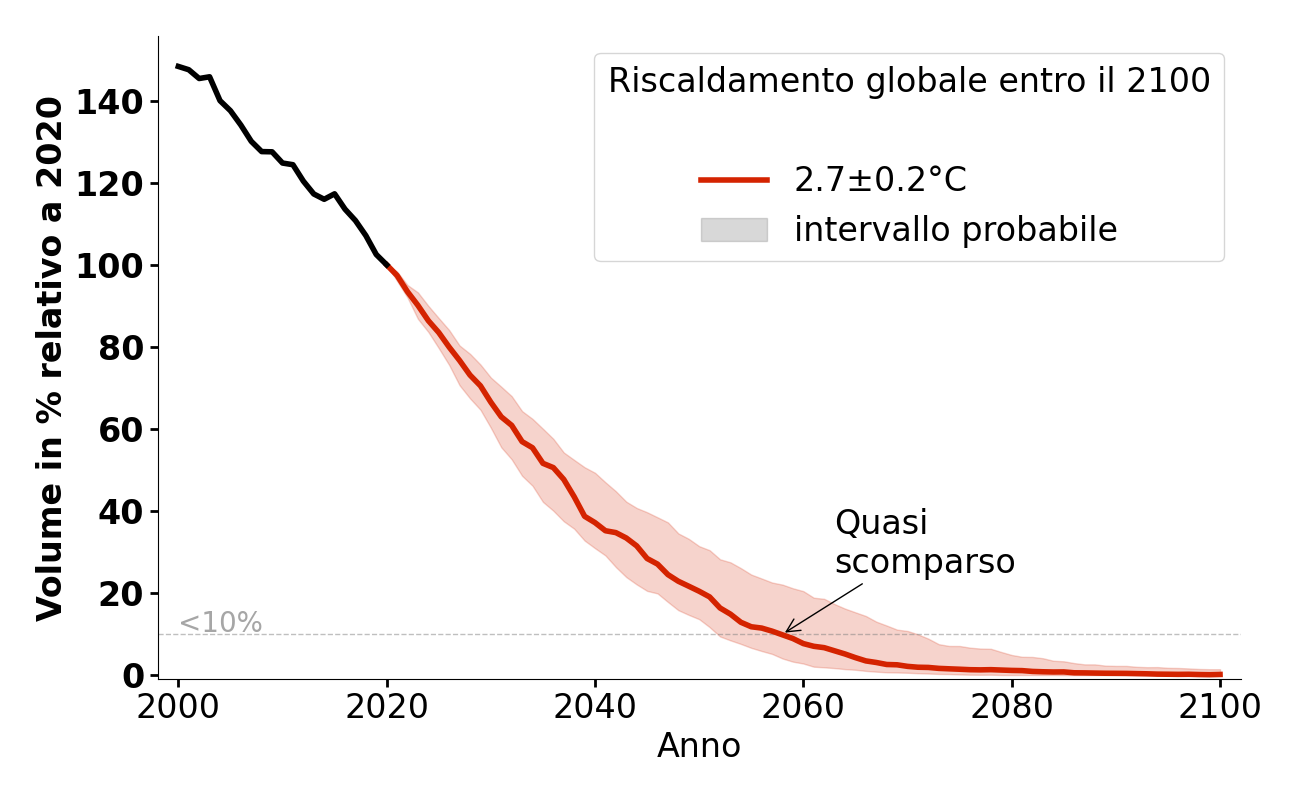 Volume in % relativo a 2020
140
120
100
80
60
40
20
0
Riscaldamento globale entro il 2100
2.7±0.2°C
intervallo probabile
Quasi
scomparso
<10%
2000 2020 2040 2060 2080 2100
Anno